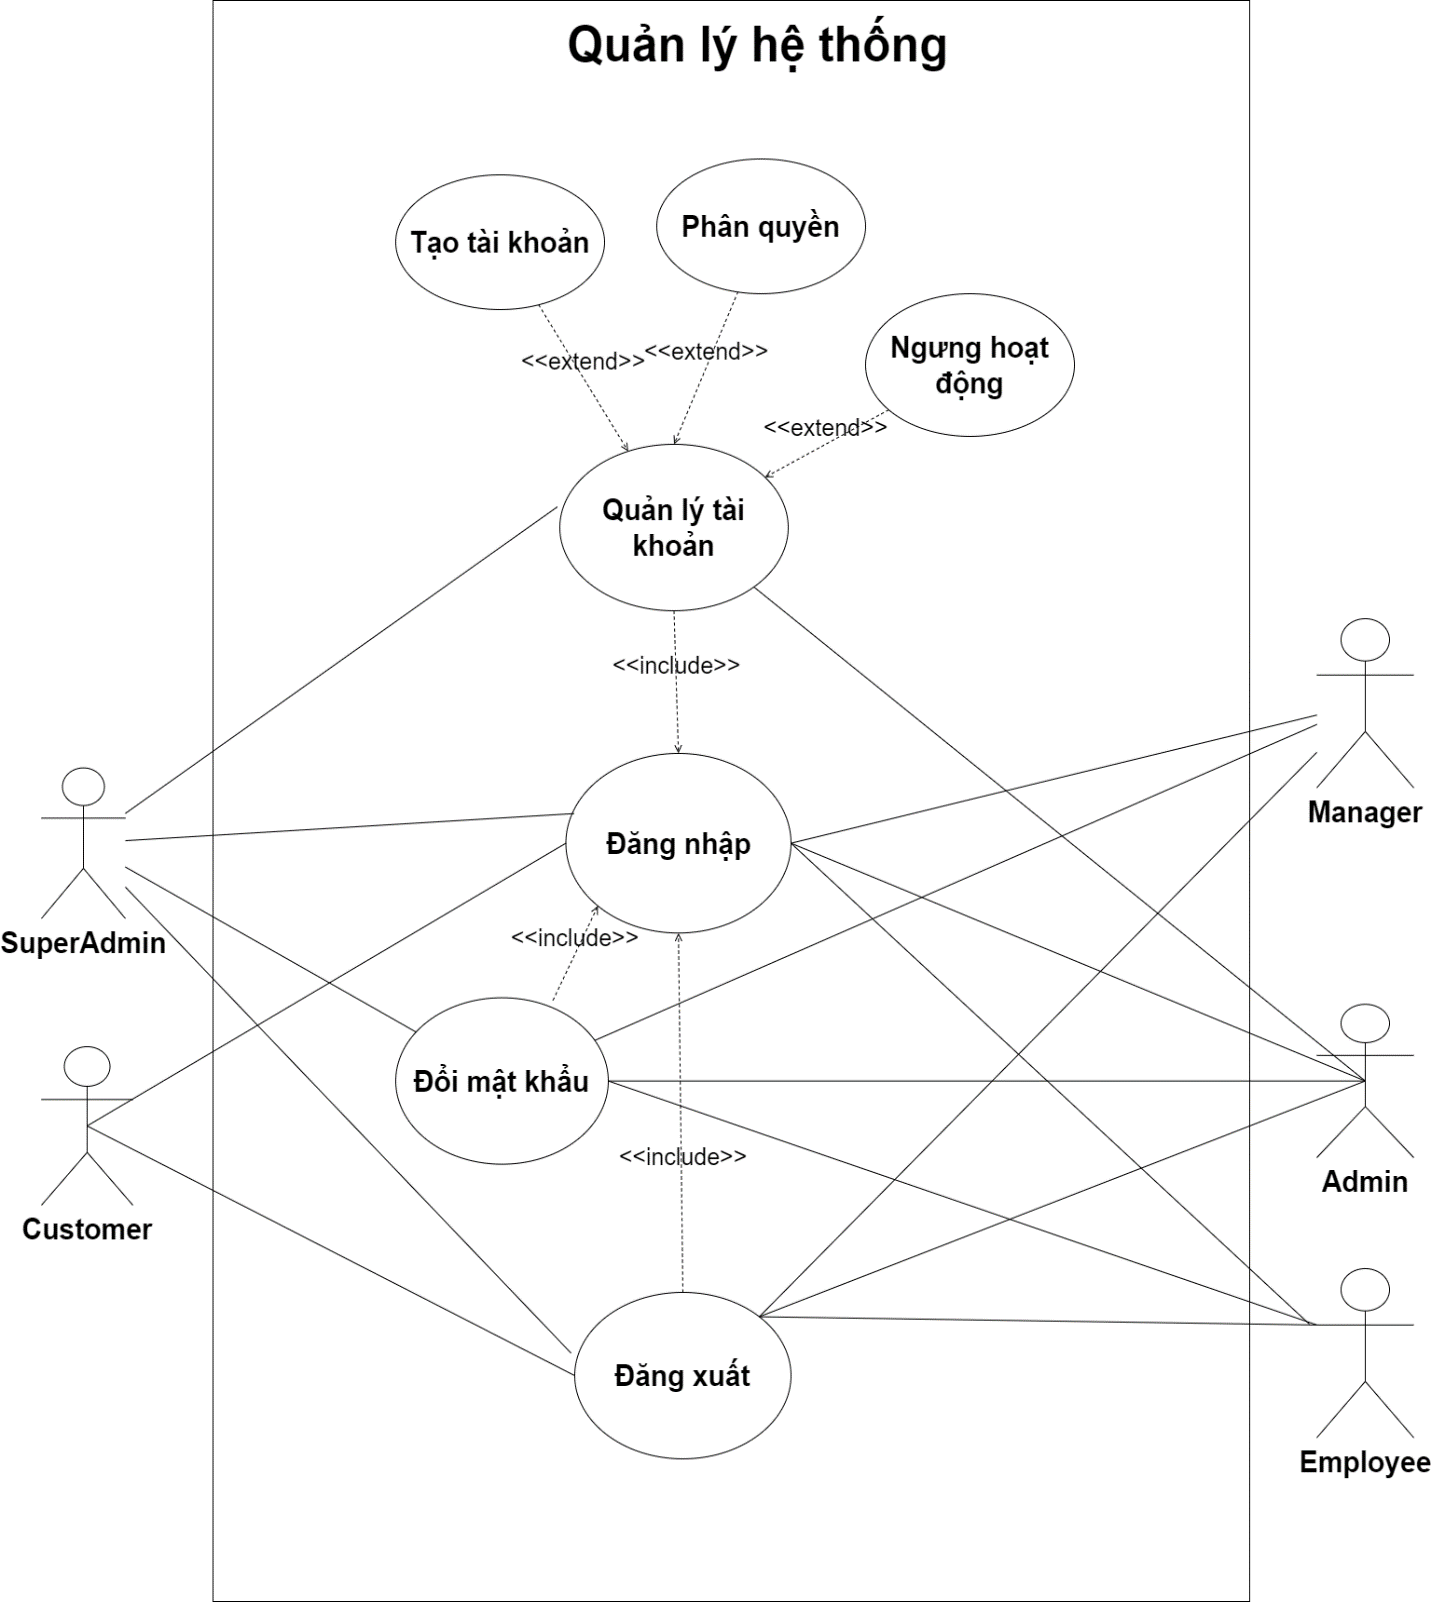 Quản lý hệ thống
Tạo tài khoản
Phân quyền
Ngưng hoạt
động
<<extend>>
<<extend>>
<<extend>>
Quản lý tài
khoản
<<include>>
Manager
Đăng nhập
SuperAdmin
<<include>>
Đổi mật khẩu
<<include>>
Admin
Customer
Đăng xuất
Employee